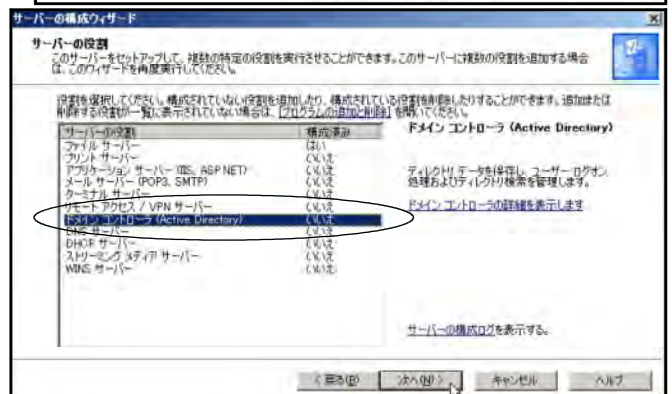 サーバーの構成ウィザード
サーバーの役割
このサーバーをセットアップして、複数の特定の役割を実行させることができます。このサーバーに複数の役割を追加する場合
は、このウィザードを再度実行してください。
役割を選択してください。構成されていない役割を追加したり、構成されている役割を削除したりすることができます。追加または
削除する役割が一覧に表示されていない場合は、[プログラムの追加と削除] を開いてください。
サーバーの役割 構成済み
ファイル サーバー はい
プリント サーバー いいえ
アプリケーション サーバー (IIS, ASP.NET) いいえ
メール サーバー (POP3, SMTP) いいえ
ターミナル サーバー いいえ
リモート アクセス / VPN サーバー いいえ
ドメイン コントローラ (Active Directory) いいえ
DNS サーバー いいえ
DHCP サーバー いいえ
ストリーミング メディア サーバー いいえ
WINS サーバー いいえ
ドメイン コントローラ (Active Directory)
ディレクトリ データを保存し、ユーザー ログオン
処理およびディレクトリ検索を管理します。
ドメイン コントローラの詳細を表示します
サーバーの構成ログを表示する。
< 戻る(B) 次へ(N) > キャンセル ヘルプ